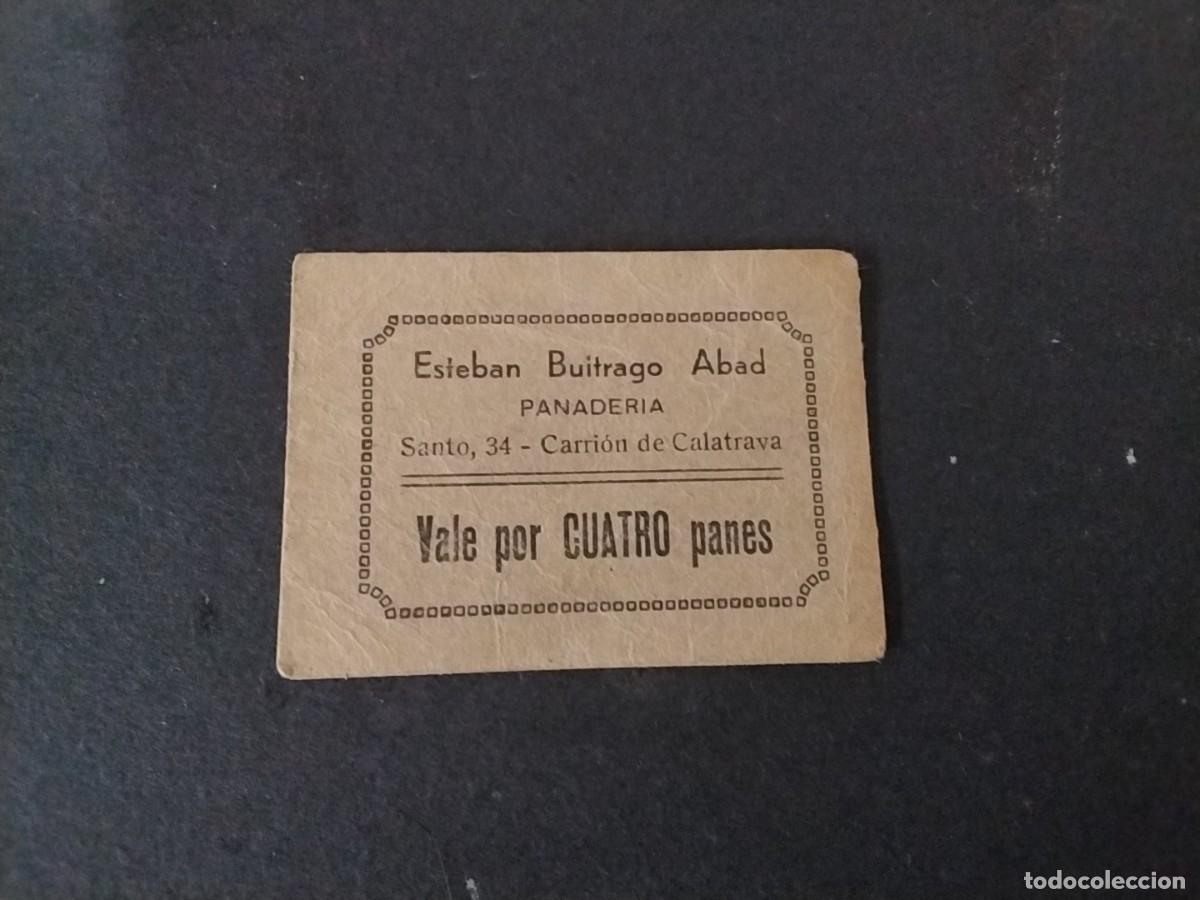 Esteban Buitrago Abad
PANADERIA
Santo, 34 - Carrión de Calatrava
Vale por CUATRO panes
todocoleccion